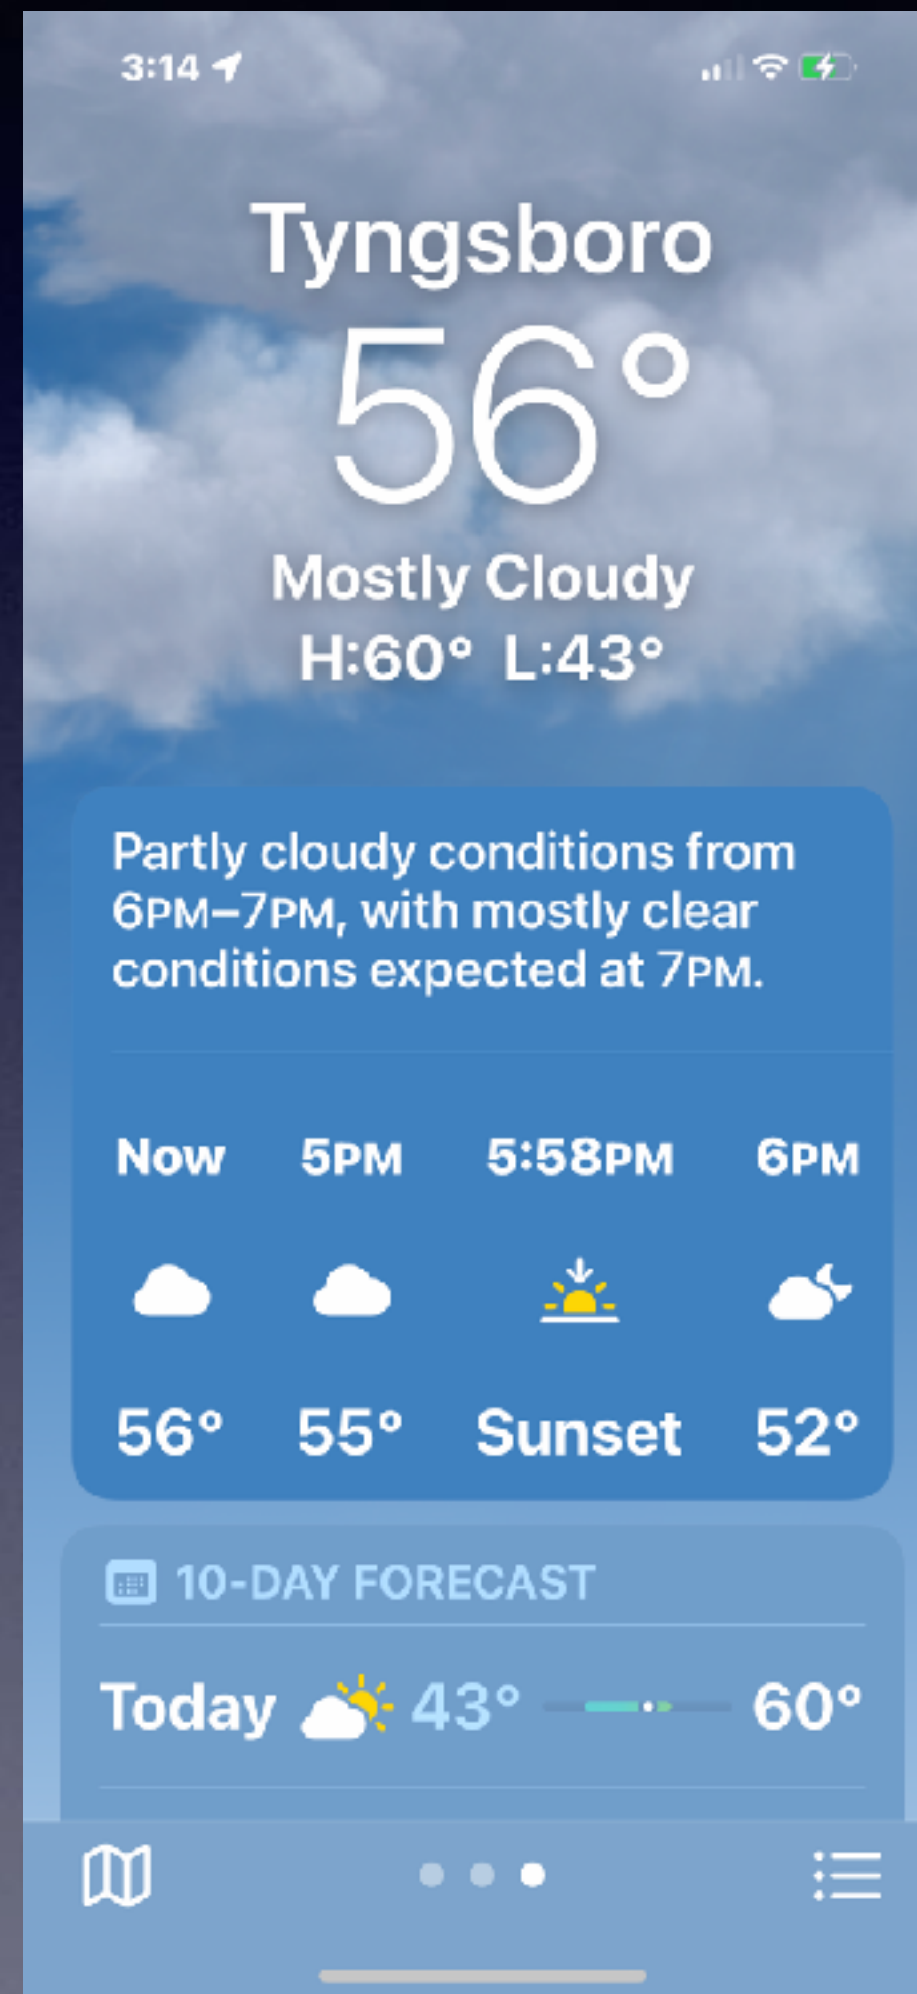 3:14
Tyngsboro
56°
Mostly Cloudy
H:60° L:43°
Partly cloudy conditions from
6PM–7PM, with mostly clear
conditions expected at 7PM.
Now 5PM 5:58PM 6PM
56° 55° Sunset 52°
10-DAY FORECAST
Today 43° 60°